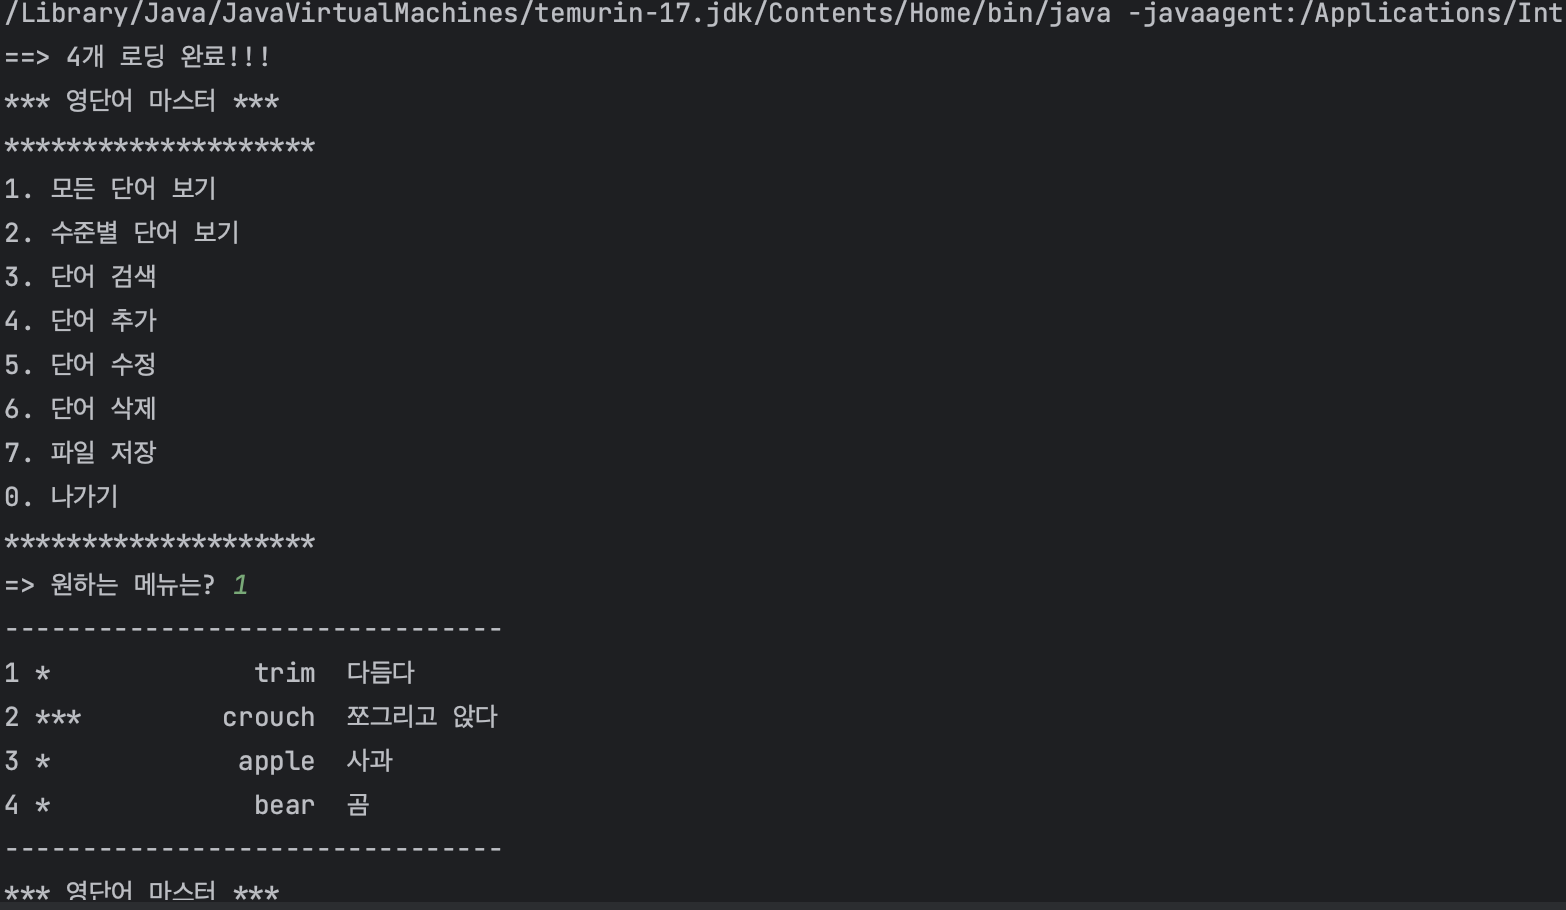 /Library/Java/JavaVirtualMachines/temurin-17.jdk/Contents/Home/bin/java -javaagent:/Applications/Int
==> 4개 로딩 완료!!!
*** 영단어 마스터 ***
********************
1. 모든 단어 보기
2. 수준별 단어 보기
3. 단어 검색
4. 단어 추가
5. 단어 수정
6. 단어 삭제
7. 파일 저장
0. 나가기
********************
=> 원하는 메뉴는? 1
--------------------------------
1 *             trim  다듬다
2 ***         crouch  쪼그리고 앉다
3 *            apple  사과
4 *             bear  곰
--------------------------------
*** 영단어 마스터 ***